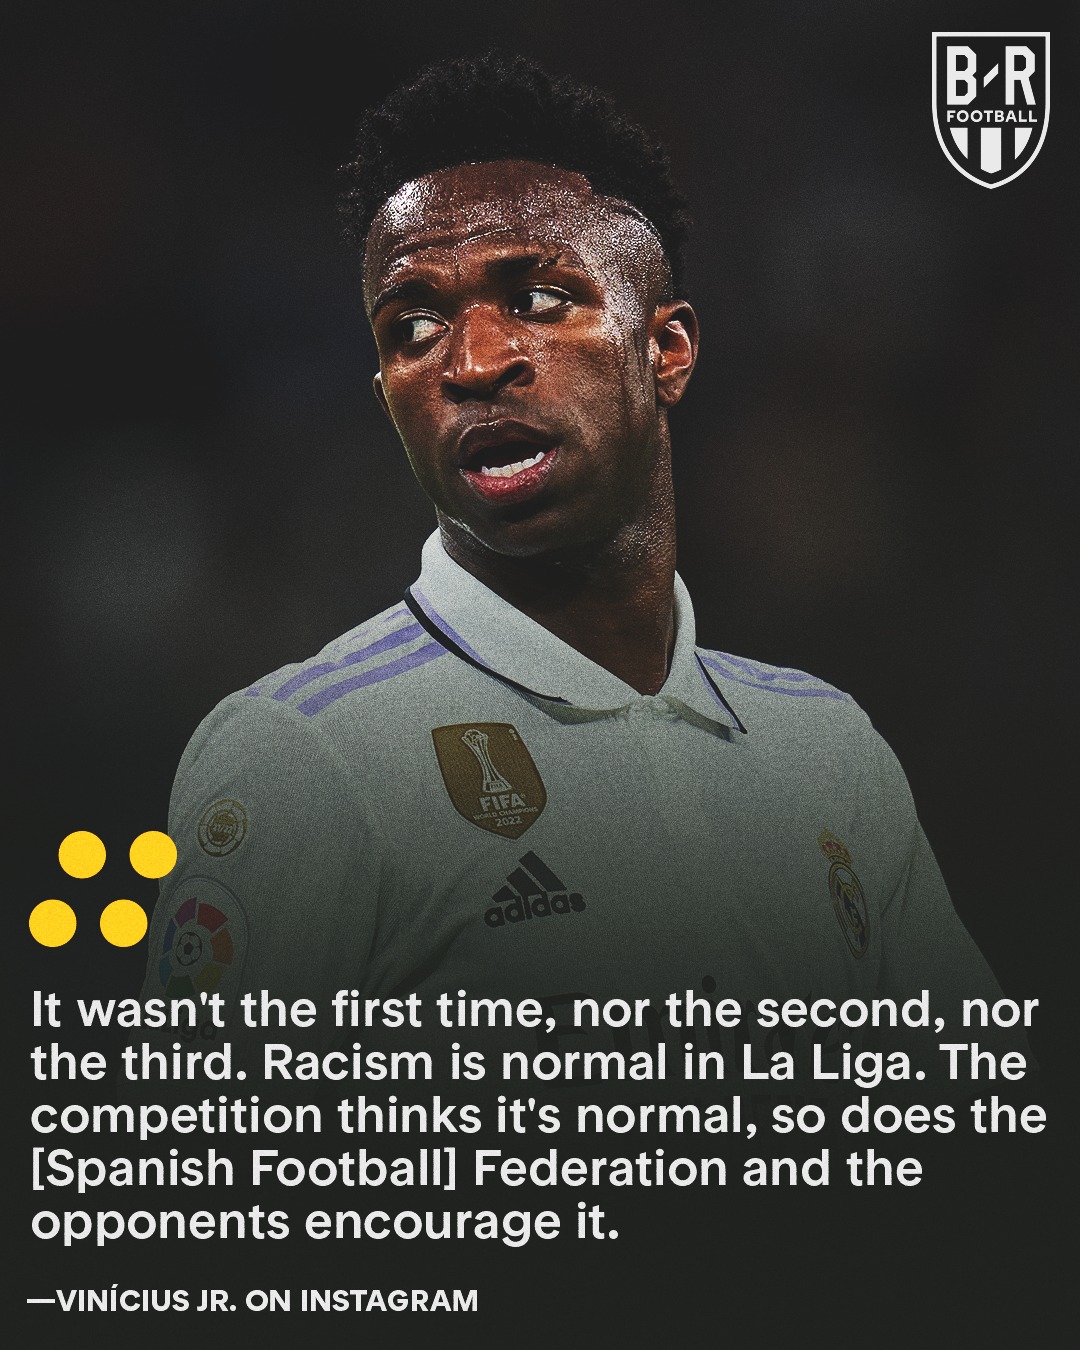 B/R
FOOTBALL
FIFA
WORLD CHAMPIONS
2022
adidas
It wasn't the first time, nor the second, nor
the third. Racism is normal in La Liga. The
competition thinks it's normal, so does the
[Spanish Football] Federation and the
opponents encourage it.
—VINÍCIUS JR. ON INSTAGRAM